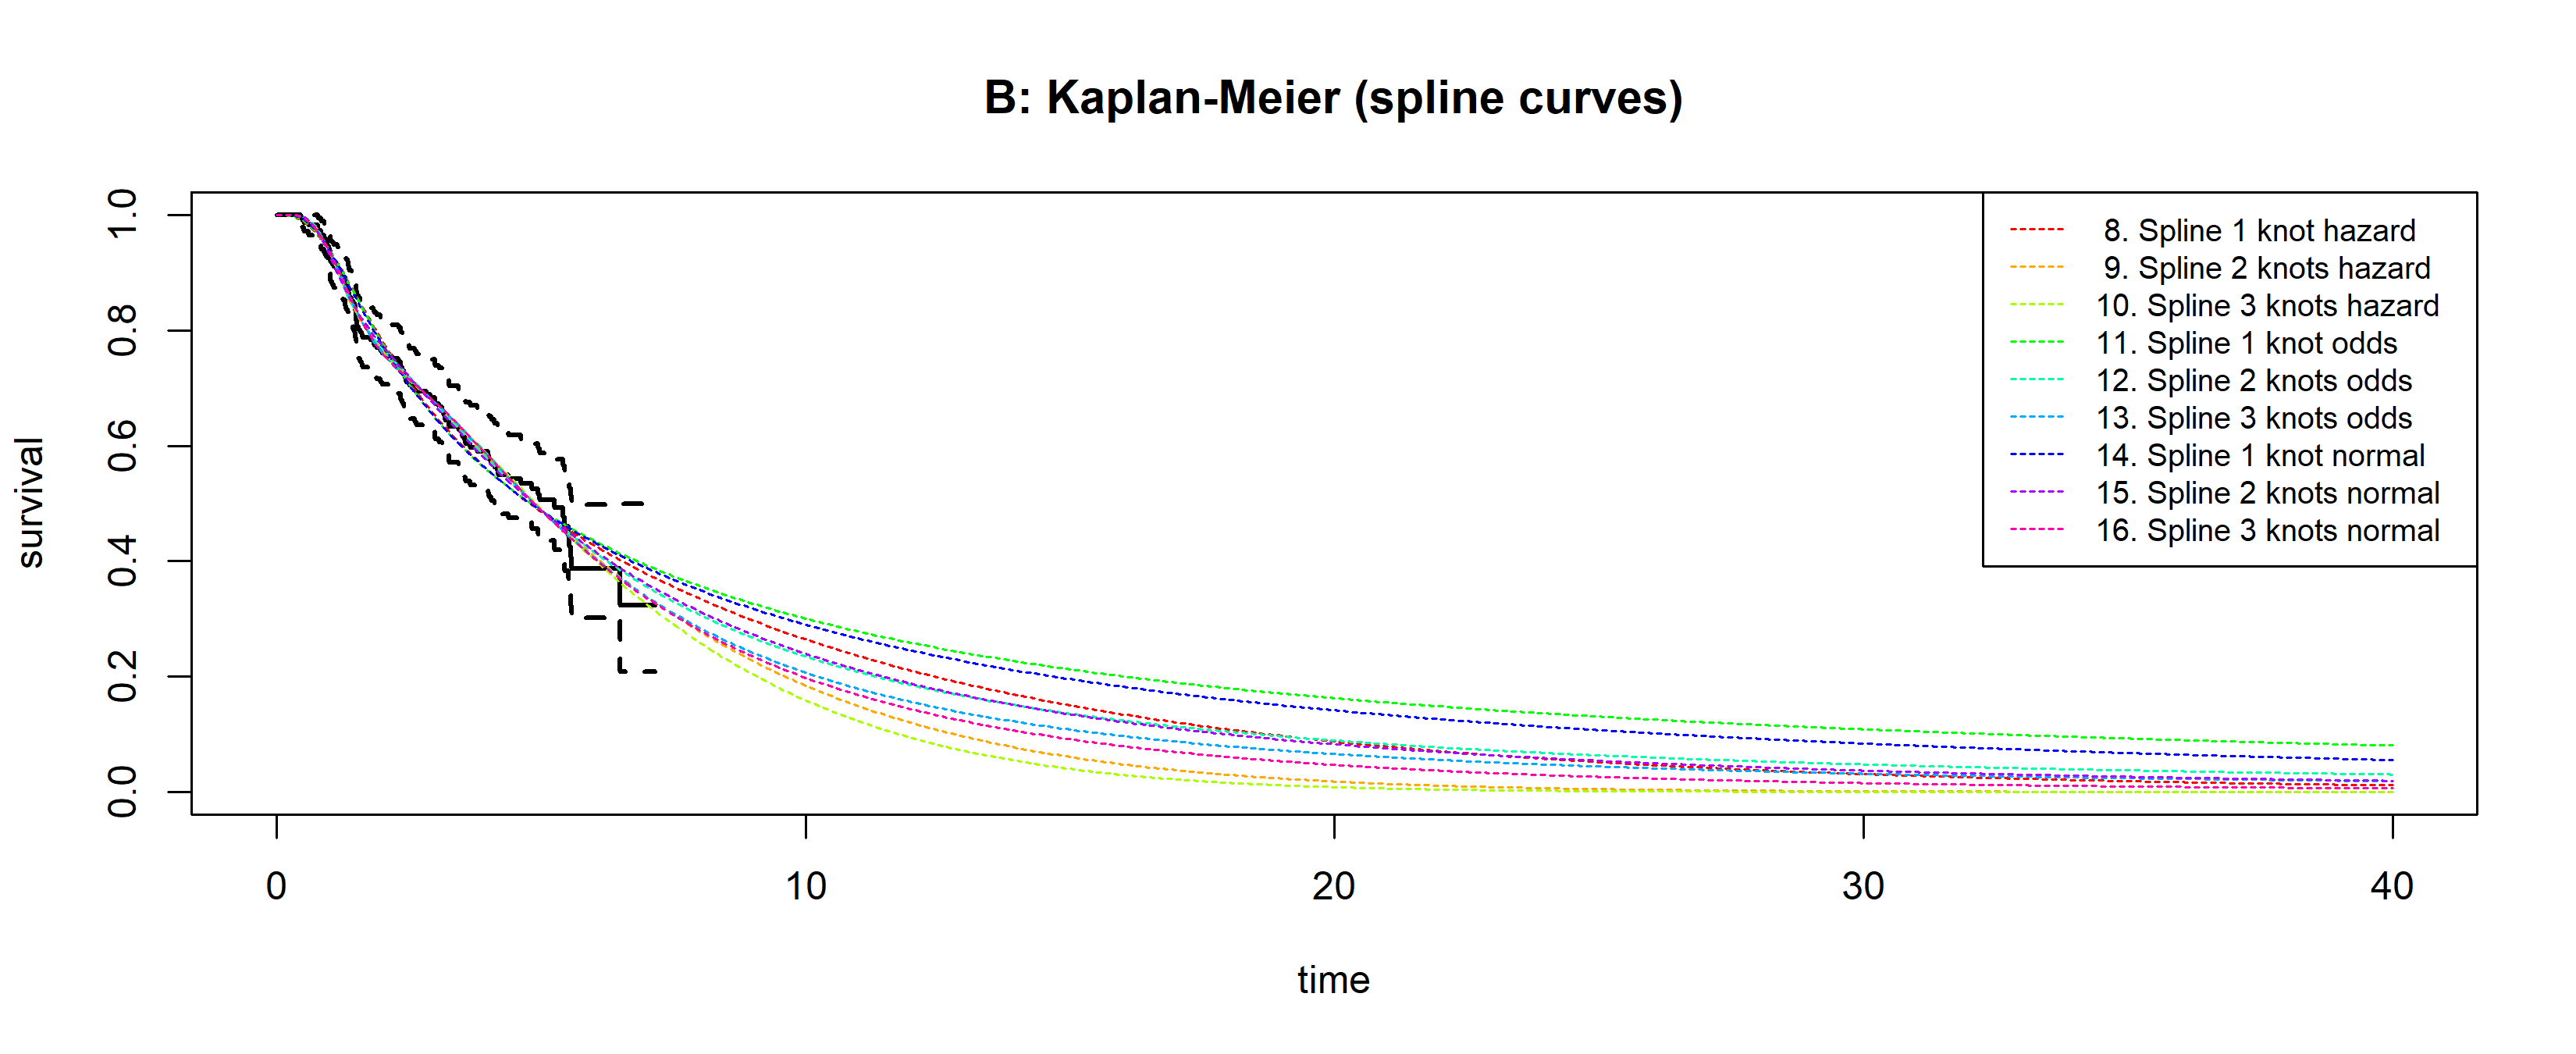 B: Kaplan-Meier (spline curves)
survival
1.0
0.8
0.6
0.4
0.2
0.0
8. Spline 1 knot hazard
9. Spline 2 knots hazard
10. Spline 3 knots hazard
11. Spline 1 knot odds
12. Spline 2 knots odds
13. Spline 3 knots odds
14. Spline 1 knot normal
15. Spline 2 knots normal
16. Spline 3 knots normal
0 10 20 30 40
time